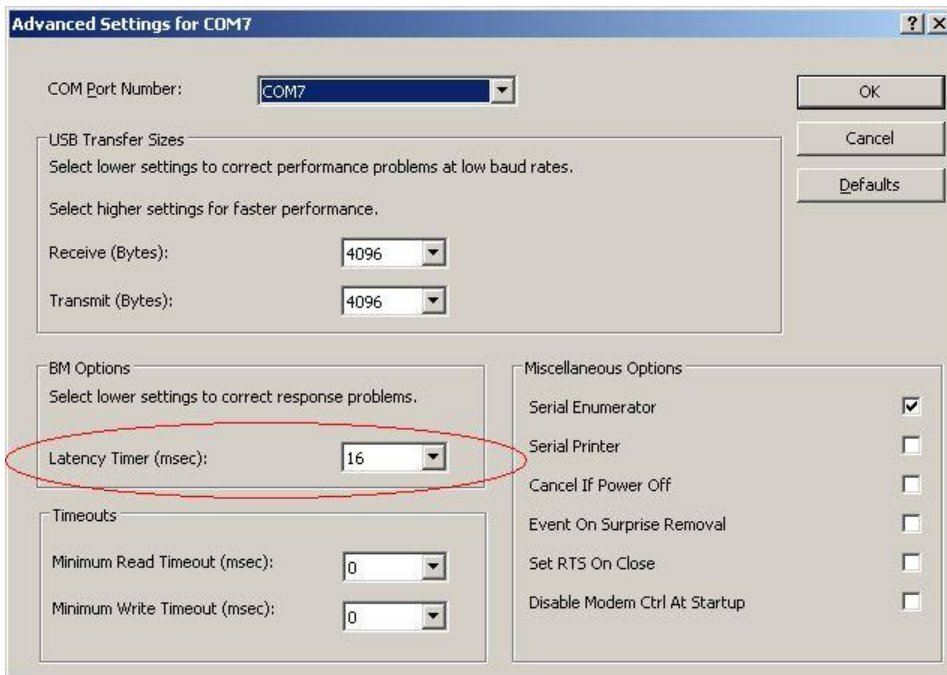 Advanced Settings for COM7
COM Port Number: COM7
OK
Cancel
Defaults
USB Transfer Sizes
Select lower settings to correct performance problems at low baud rates.
Select higher settings for faster performance.
Receive (Bytes): 4096
Transmit (Bytes): 4096
BM Options
Select lower settings to correct response problems.
Latency Timer (msec): 16
Timeouts
Minimum Read Timeout (msec): 0
Minimum Write Timeout (msec): 0
Miscellaneous Options
Serial Enumerator
Serial Printer
Cancel If Power Off
Event On Surprise Removal
Set RTS On Close
Disable Modem Ctrl At Startup